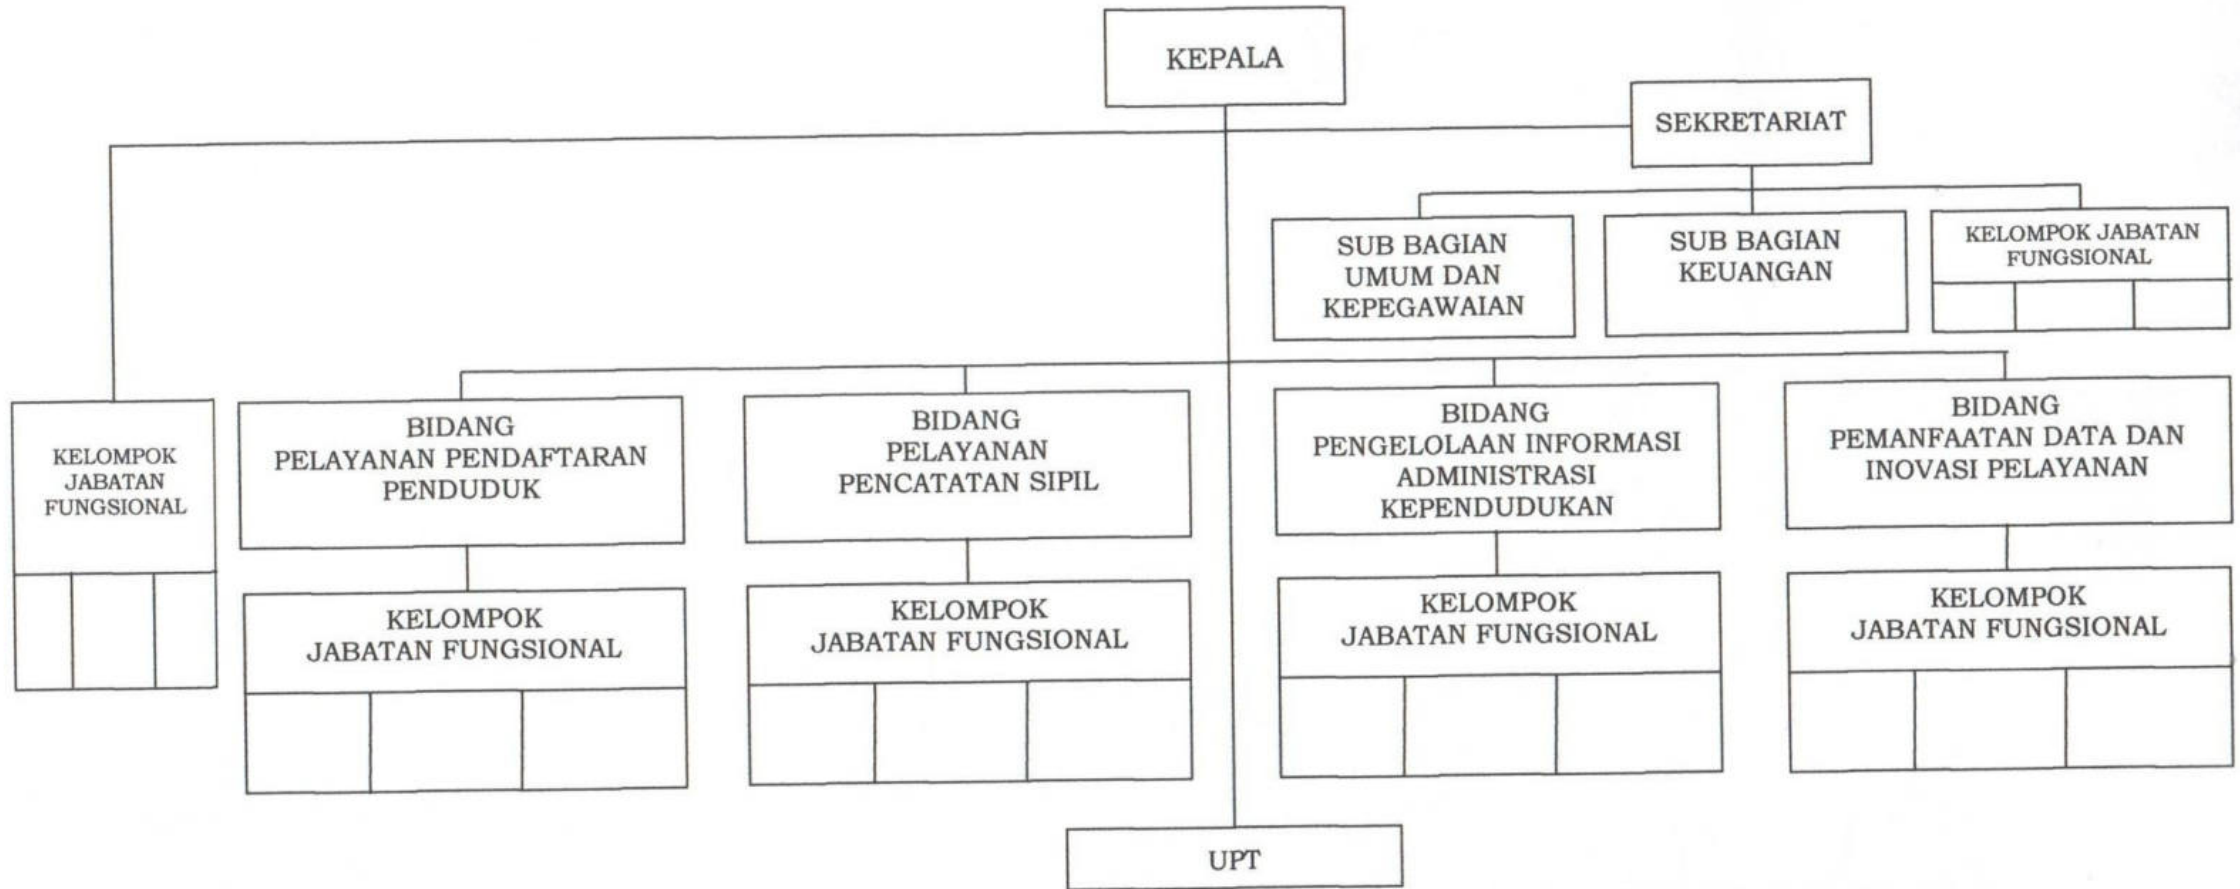 KEPALA
SEKRETARIAT
SUB BAGIAN
UMUM DAN
KEPEGAWAIAN
SUB BAGIAN
KEUANGAN
KELOMPOK JABATAN
FUNGSIONAL
KELOMPOK
JABATAN
FUNGSIONAL
BIDANG
PELAYANAN PENDAFTARAN
PENDUDUK
BIDANG
PELAYANAN
PENCATATAN SIPIL
BIDANG
PENGELOLAAN INFORMASI
ADMINISTRASI
KEPENDUDUKAN
BIDANG
PEMANFAATAN DATA DAN
INOVASI PELAYANAN
KELOMPOK
JABATAN FUNGSIONAL
KELOMPOK
JABATAN FUNGSIONAL
KELOMPOK
JABATAN FUNGSIONAL
KELOMPOK
JABATAN FUNGSIONAL
UPT